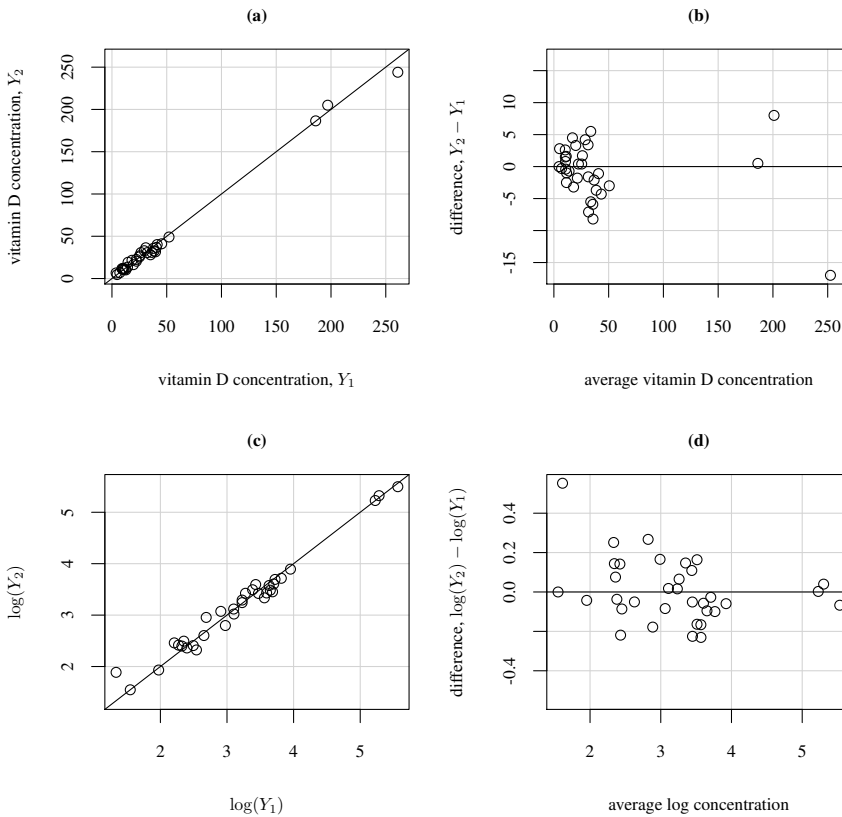 (a)
vitamin D concentration, Y₂
250
200
150
100
50
0
0 50 100 150 200 250
vitamin D concentration, Y₁
(b)
difference, Y₂ − Y₁
10
5
0
-5
-15
0 50 100 150 200 250
average vitamin D concentration
(c)
log(Y₂)
5
4
3
2
2 3 4 5
log(Y₁)
(d)
difference, log(Y₂) − log(Y₁)
0.4
0.2
0.0
-0.4
2 3 4 5
average log concentration